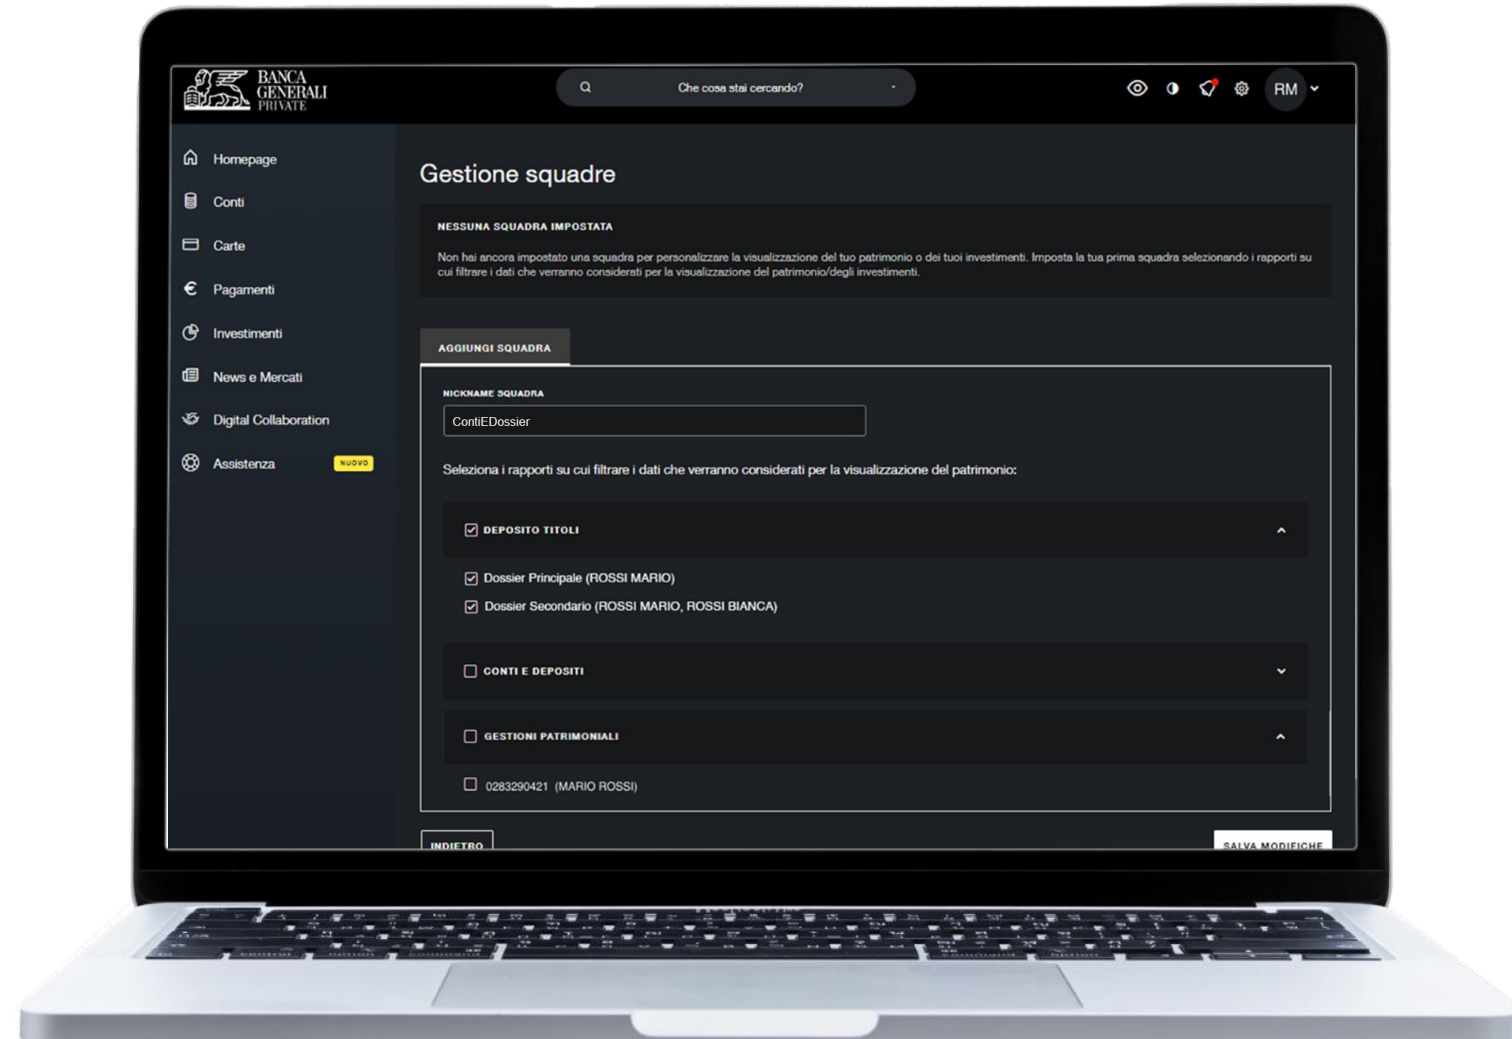 BANCA
GENERALI
PRIVATE
Che cosa stai cercando?
RM
Homepage
Conti
Carte
Pagamenti
Investimenti
News e Mercati
Digital Collaboration
Assistenza
NUOVO
Gestione squadre
NESSUNA SQUADRA IMPOSTATA
Non hai ancora impostato una squadra per personalizzare la visualizzazione del tuo patrimonio o dei tuoi investimenti. Imposta la tua prima squadra selezionando i rapporti su
cui filtrare i dati che verranno considerati per la visualizzazione del patrimonio/degli investimenti.
AGGIUNGI SQUADRA
NICKNAME SQUADRA
ContiEDossier
Seleziona i rapporti su cui filtrare i dati che verranno considerati per la visualizzazione del patrimonio:
DEPOSITO TITOLI
Dossier Principale (ROSSI MARIO)
Dossier Secondario (ROSSI MARIO, ROSSI BIANCA)
CONTI E DEPOSITI
GESTIONI PATRIMONIALI
0283290421 (MARIO ROSSI)
INDIETRO
SALVA MODIFICHE